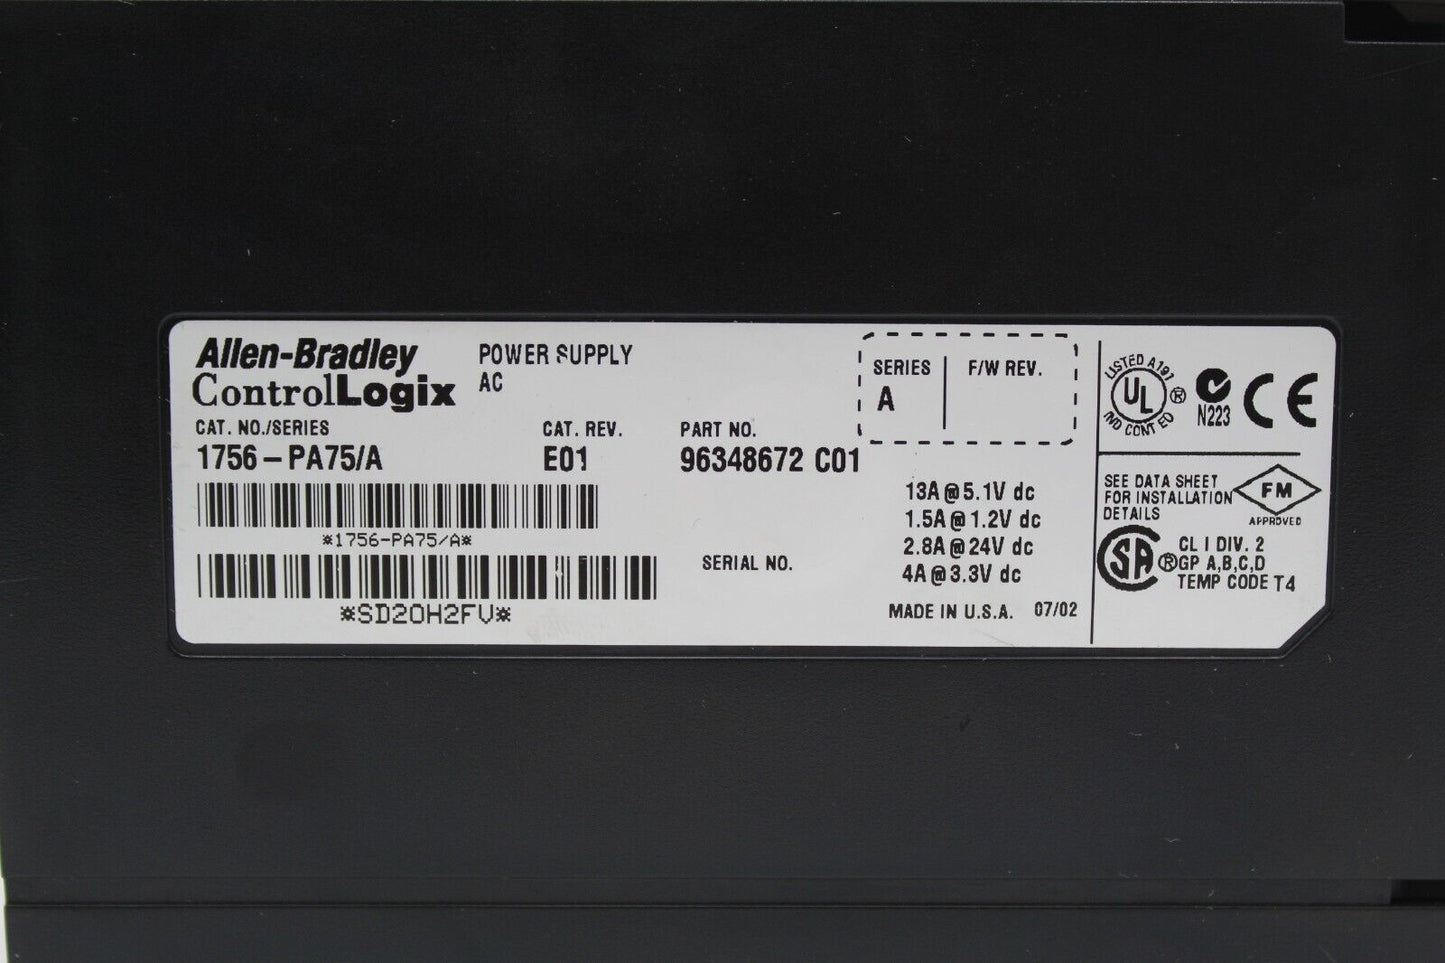 Allen-Bradley
ControlLogix
POWER SUPPLY
AC
CAT. NO./SERIES
1756-PA75/A
CAT. REV.
E01
PART NO.
96348672 C01
SERIES
A
F/W REV.
*1756-PA75/A*
*SD20H2FV*
SERIAL NO.
13A@5.1V dc
1.5A@1.2V dc
2.8A@24V dc
4A@3.3V dc
MADE IN U.S.A. 07/02
LISTED A197
UL ®
IND CONT EQ
N223
CE
SEE DATA SHEET
FOR INSTALLATION
DETAILS
FM
APPROVED
SA ®
CL I DIV. 2
GP A,B,C,D
TEMP CODE T4